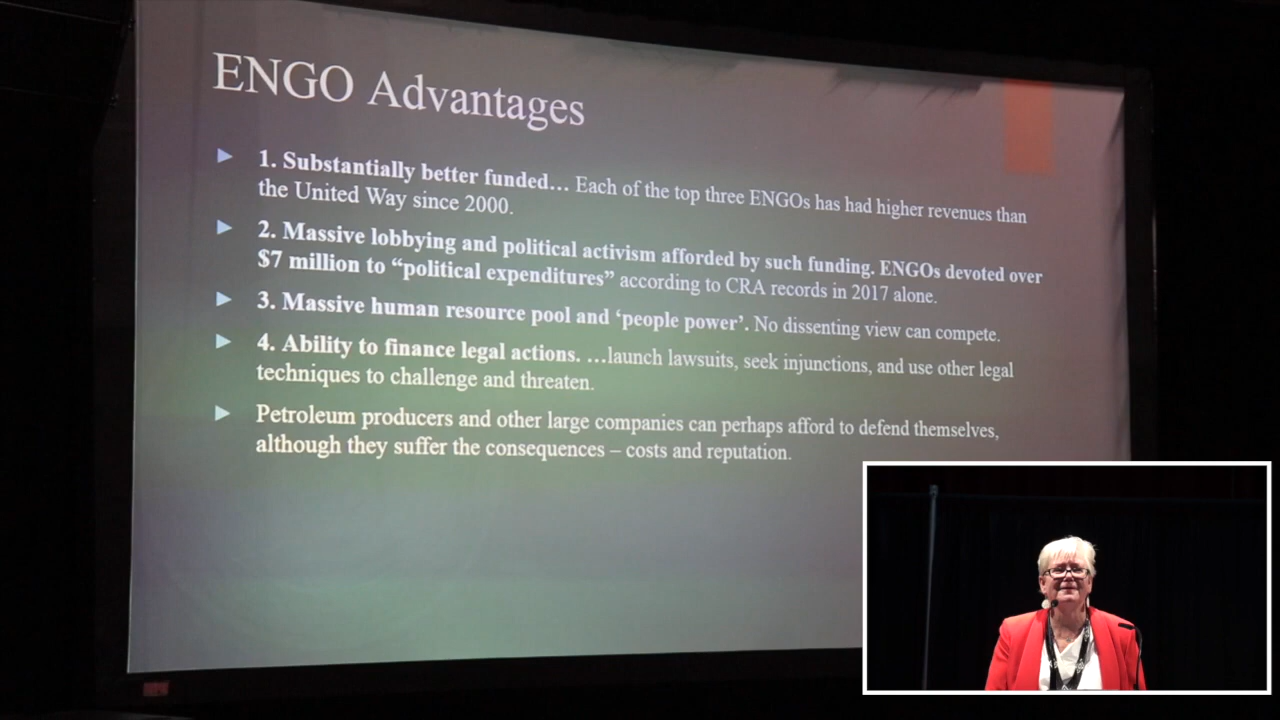 ENGO Advantages
1. Substantially better funded… Each of the top three ENGOs has had higher revenues than
the United Way since 2000.
2. Massive lobbying and political activism afforded by such funding. ENGOs devoted over
$7 million to “political expenditures” according to CRA records in 2017 alone.
3. Massive human resource pool and ‘people power’. No dissenting view can compete.
4. Ability to finance legal actions. …launch lawsuits, seek injunctions, and use other legal
techniques to challenge and threaten.
Petroleum producers and other large companies can perhaps afford to defend themselves,
although they suffer the consequences – costs and reputation.